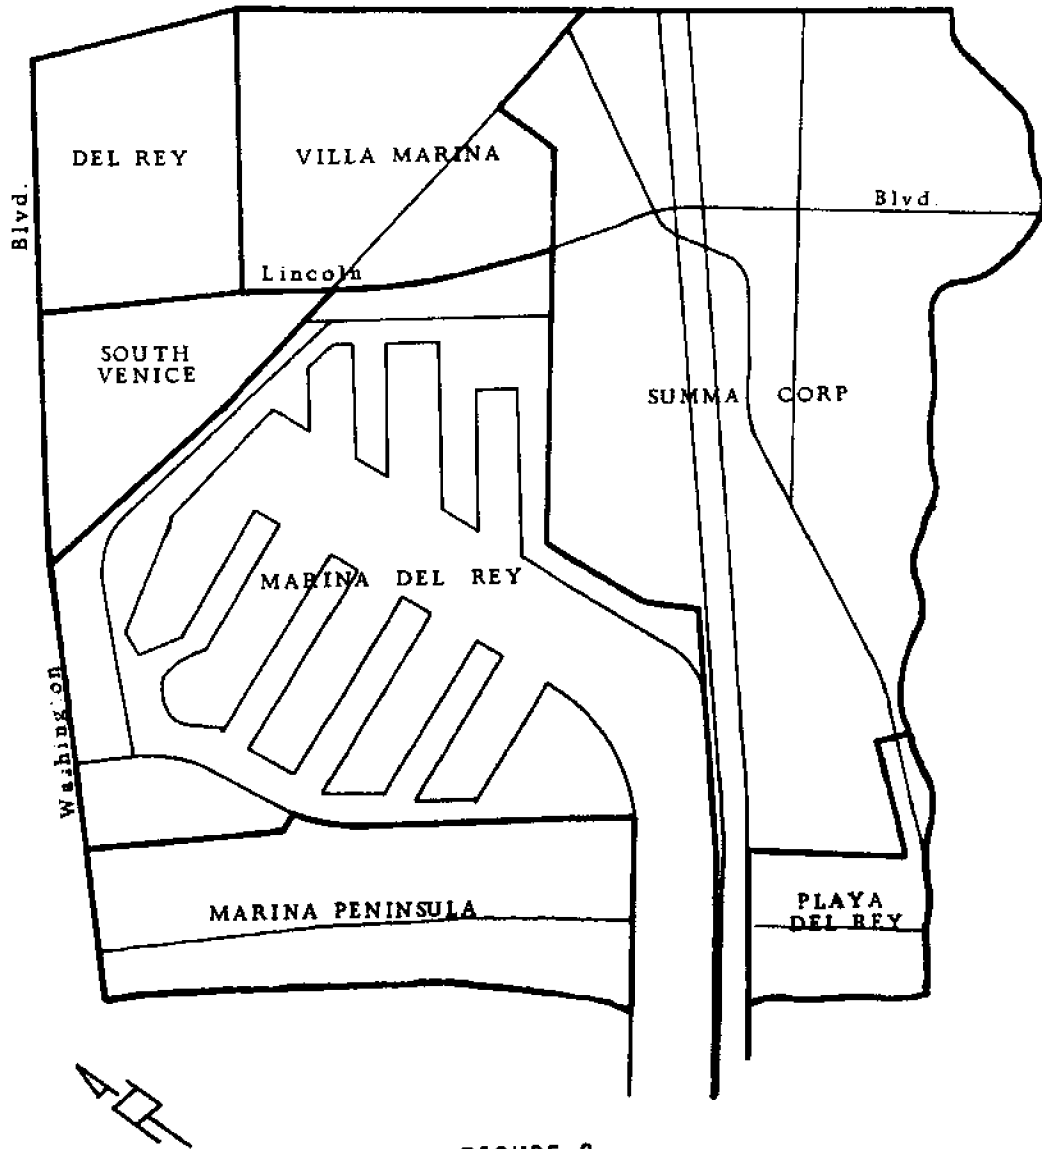 DEL REY
VILLA MARINA
Blvd.
Blvd.
Lincoln
SOUTH
VENICE
SUMMA CORP
MARINA DEL REY
MARINA PENINSULA
PLAYA
DEL REY